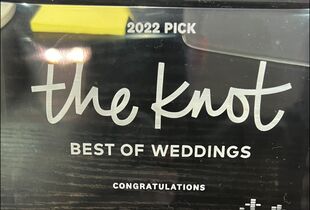 2022 PICK
the knot
BEST OF WEDDINGS
CONGRATULATIONS